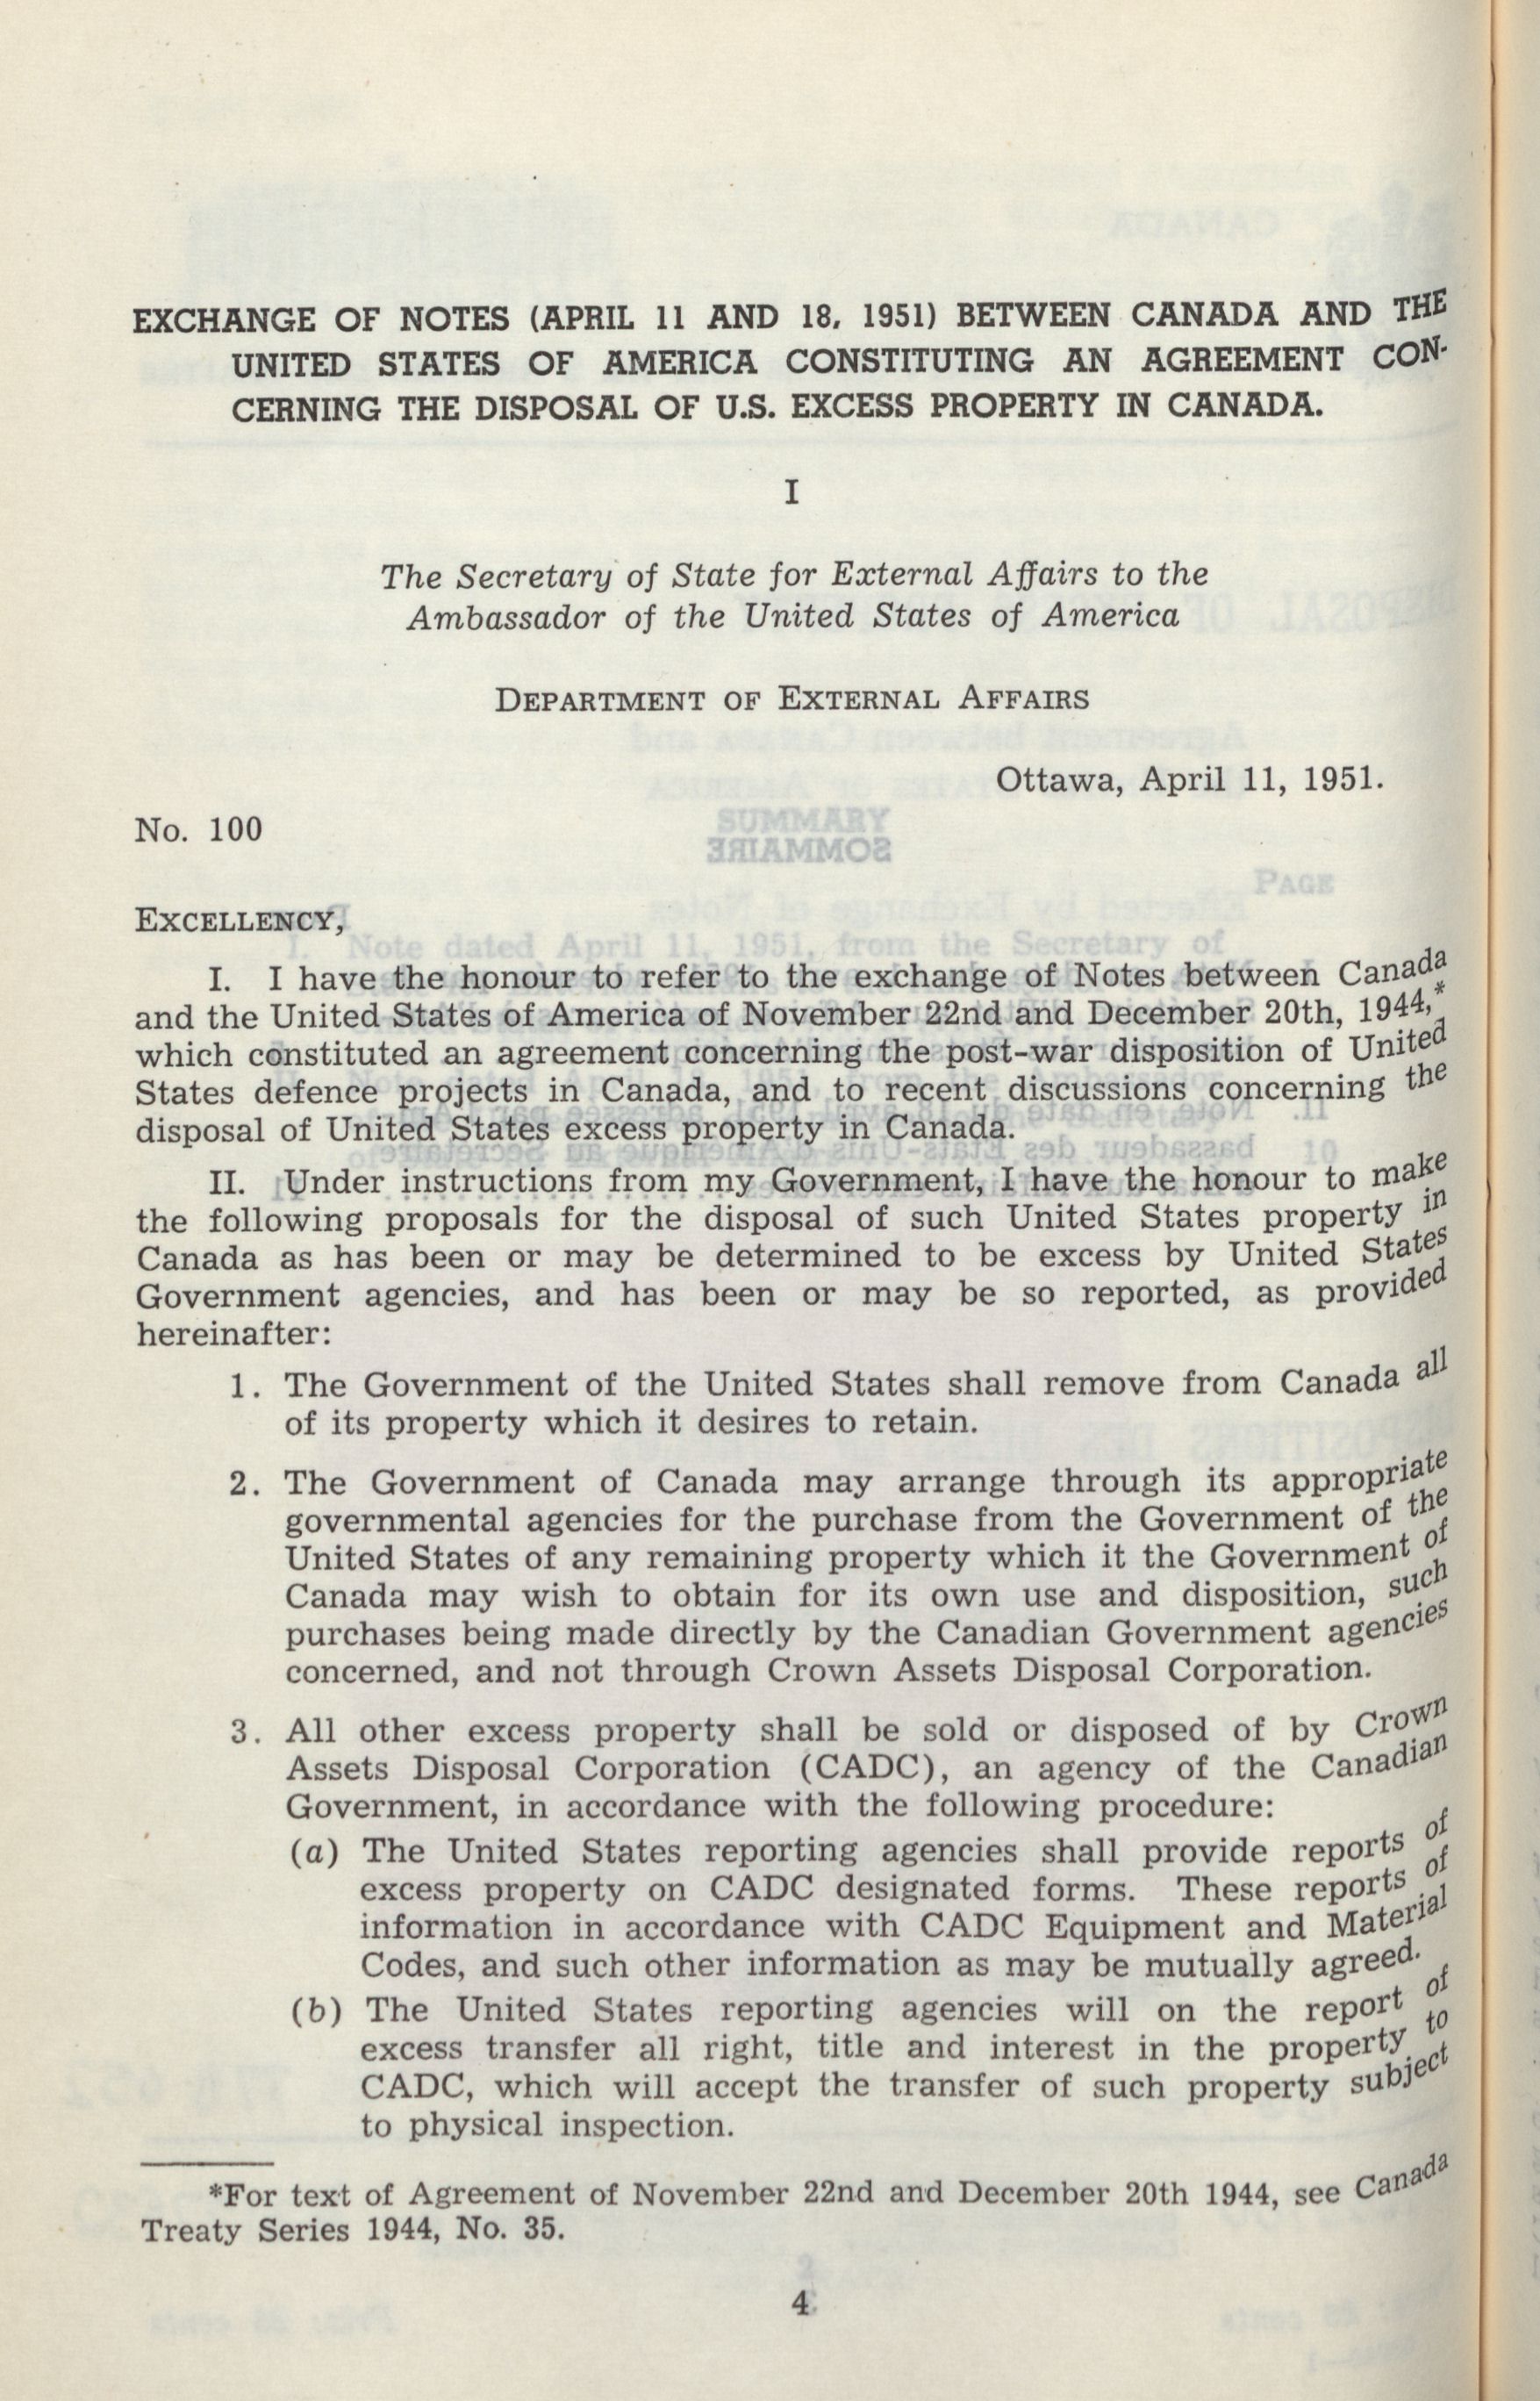 EXCHANGE OF NOTES (APRIL 11 AND 18, 1951) BETWEEN CANADA AND THE
UNITED STATES OF AMERICA CONSTITUTING AN AGREEMENT CON-
CERNING THE DISPOSAL OF U.S. EXCESS PROPERTY IN CANADA.
I
The Secretary of State for External Affairs to the
Ambassador of the United States of America
DEPARTMENT OF EXTERNAL AFFAIRS
Ottawa, April 11, 1951.
No. 100
EXCELLENCY,
I. I have the honour to refer to the exchange of Notes between Canada
and the United States of America of November 22nd and December 20th, 1944,*
which constituted an agreement concerning the post-war disposition of United
States defence projects in Canada, and to recent discussions concerning the
disposal of United States excess property in Canada.
II. Under instructions from my Government, I have the honour to make
the following proposals for the disposal of such United States property in
Canada as has been or may be determined to be excess by United States
Government agencies, and has been or may be so reported, as provided
hereinafter:
1. The Government of the United States shall remove from Canada all
of its property which it desires to retain.
2. The Government of Canada may arrange through its appropriate
governmental agencies for the purchase from the Government of the
United States of any remaining property which it the Government of
Canada may wish to obtain for its own use and disposition, such
purchases being made directly by the Canadian Government agencies
concerned, and not through Crown Assets Disposal Corporation.
3. All other excess property shall be sold or disposed of by Crown
Assets Disposal Corporation (CADC), an agency of the Canadian
Government, in accordance with the following procedure:
(a) The United States reporting agencies shall provide reports of
excess property on CADC designated forms. These reports of
information in accordance with CADC Equipment and Material
Codes, and such other information as may be mutually agreed.
(b) The United States reporting agencies will on the report of
excess transfer all right, title and interest in the property to
CADC, which will accept the transfer of such property subject
to physical inspection.
*For text of Agreement of November 22nd and December 20th 1944, see Canada
Treaty Series 1944, No. 35.
4